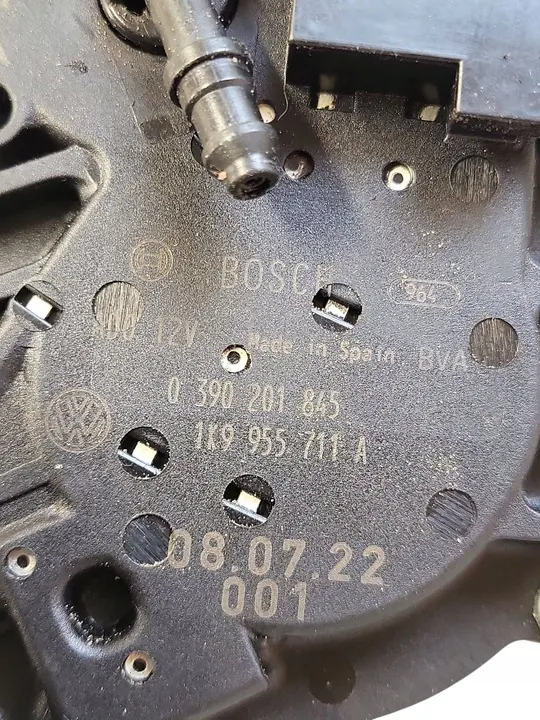 BOSCH
964
12V Made in Spain BVA
0 390 201 845
1K9 955 711 A
08.07.22
001